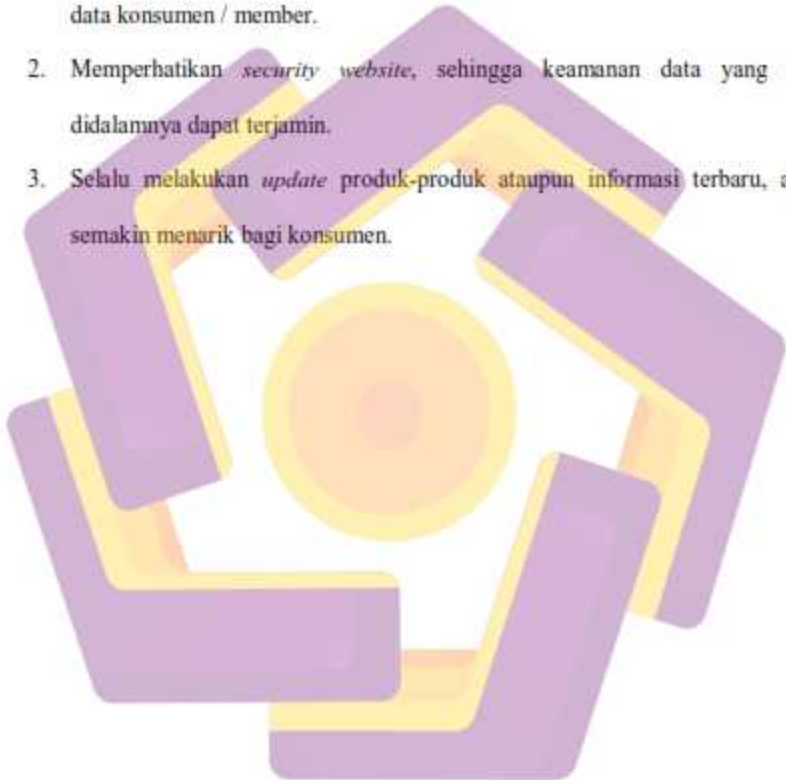 data konsumen / member.
2. Memperhatikan security website, sehingga keamanan data yang
didalamnya dapat terjamin.
3. Selalu melakukan update produk-produk ataupun informasi terbaru,
semakin menarik bagi konsumen.